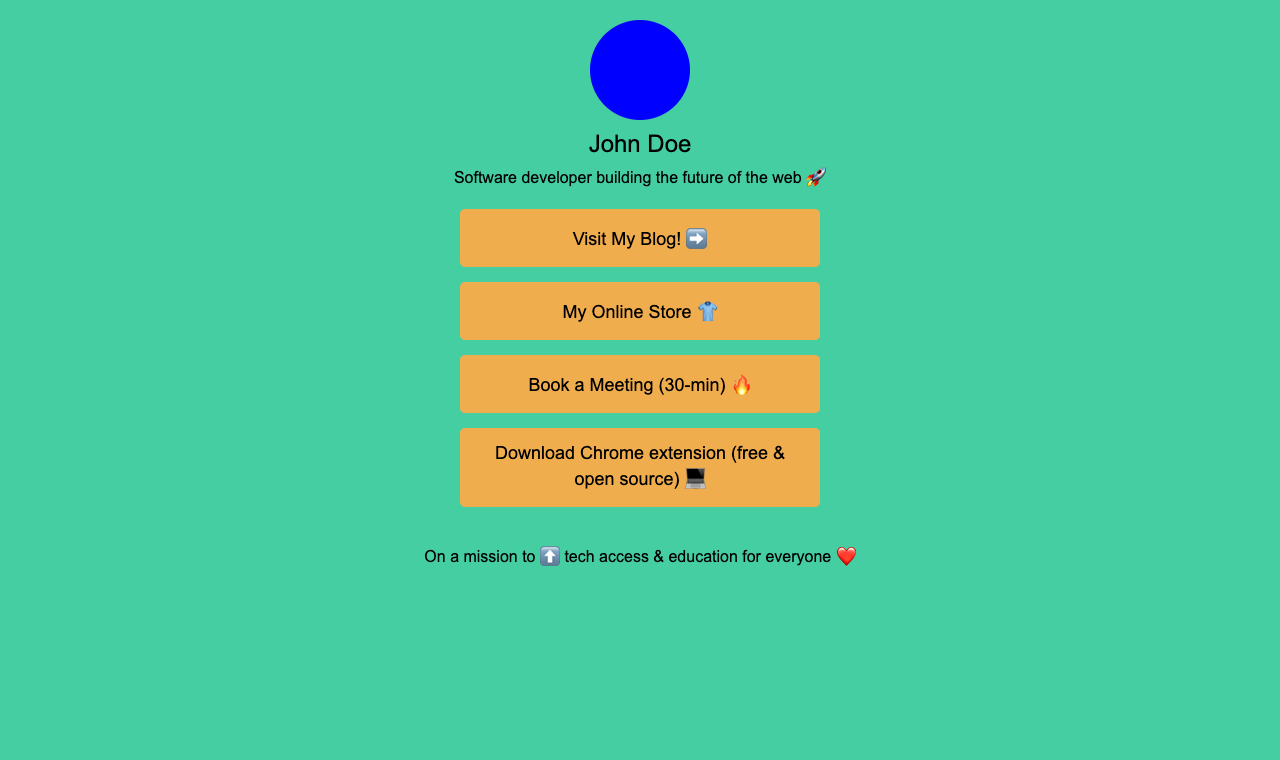 John Doe
Software developer building the future of the web 🚀
Visit My Blog! ➡️
My Online Store 👕
Book a Meeting (30-min) 🔥
Download Chrome extension (free &
open source) 💻
On a mission to ⬆️ tech access & education for everyone ❤️